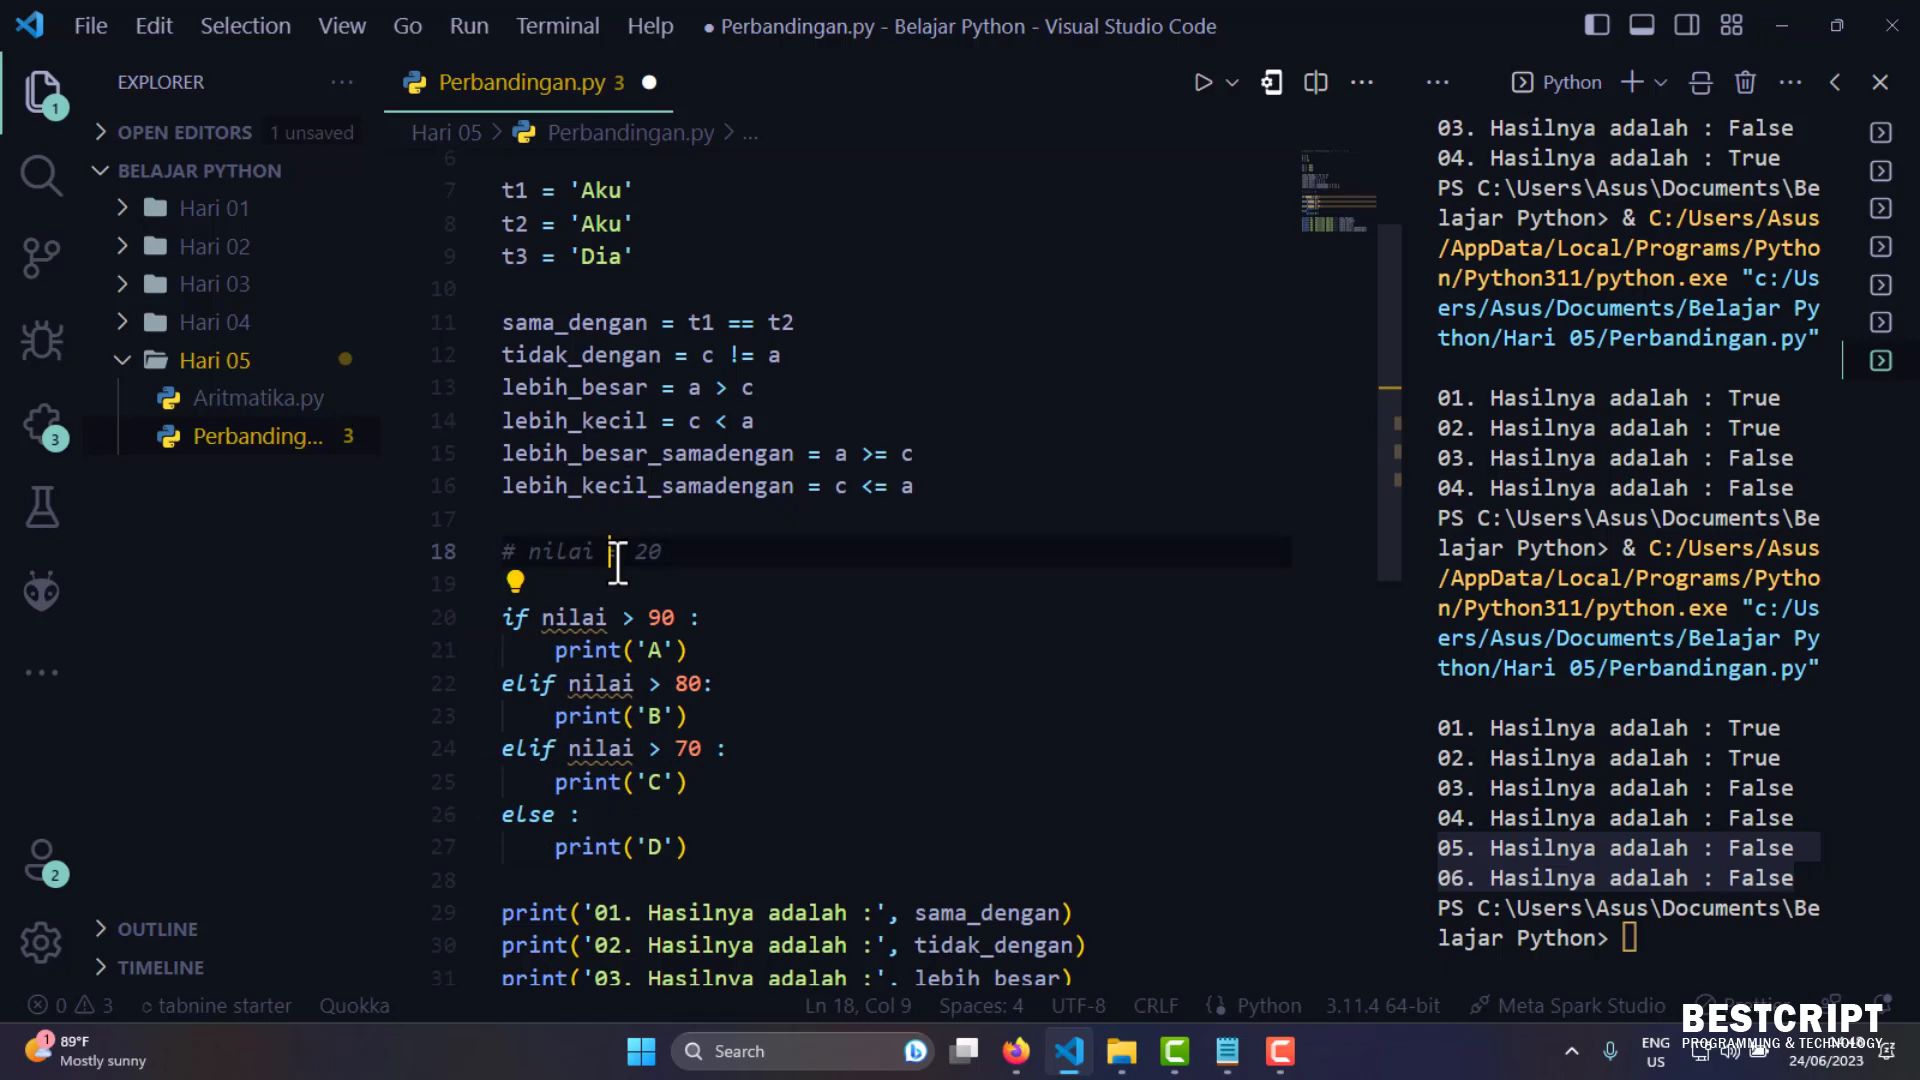 File Edit Selection View Go Run Terminal Help
Perbandingan.py - Belajar Python - Visual Studio Code
EXPLORER
OPEN EDITORS 1 unsaved
BELAJAR PYTHON
Hari 01
Hari 02
Hari 03
Hari 04
Hari 05
Aritmatika.py
Perbanding... 3
OUTLINE
TIMELINE
1
3
2
Perbandingan.py 3
Hari 05 > Perbandingan.py > ...
6
7 t1 = 'Aku'
8 t2 = 'Aku'
9 t3 = 'Dia'
10
11 sama_dengan = t1 == t2
12 tidak_dengan = c != a
13 lebih_besar = a > c
14 lebih_kecil = c < a
15 lebih_besar_samadengan = a >= c
16 lebih_kecil_samadengan = c <= a
17
18 # nilai 20
19
20 if nilai > 90 :
21 print('A')
22 elif nilai > 80:
23 print('B')
24 elif nilai > 70 :
25 print('C')
26 else :
27 print('D')
28
29 print('01. Hasilnya adalah :', sama_dengan)
30 print('02. Hasilnya adalah :', tidak_dengan)
31 print('03. Hasilnya adalah :', lebih_besar)
Python
03. Hasilnya adalah : False
04. Hasilnya adalah : True
PS C:\Users\Asus\Documents\Be
lajar Python> & C:/Users/Asus
/AppData/Local/Programs/Pytho
n/Python311/python.exe "c:/Us
ers/Asus/Documents/Belajar Py
thon/Hari 05/Perbandingan.py"
01. Hasilnya adalah : True
02. Hasilnya adalah : True
03. Hasilnya adalah : False
04. Hasilnya adalah : False
PS C:\Users\Asus\Documents\Be
lajar Python> & C:/Users/Asus
/AppData/Local/Programs/Pytho
n/Python311/python.exe "c:/Us
ers/Asus/Documents/Belajar Py
thon/Hari 05/Perbandingan.py"
01. Hasilnya adalah : True
02. Hasilnya adalah : True
03. Hasilnya adalah : False
04. Hasilnya adalah : False
05. Hasilnya adalah : False
06. Hasilnya adalah : False
PS C:\Users\Asus\Documents\Be
lajar Python>
0 3 tabnine starter Quokka Ln 18, Col 9 Spaces: 4 UTF-8 CRLF Python 3.11.4 64-bit Meta Spark Studio
BESTCRIPT
PROGRAMMING & TECHNOLOGY
1
89°F
Mostly sunny
Search
ENG
US
24/06/2023